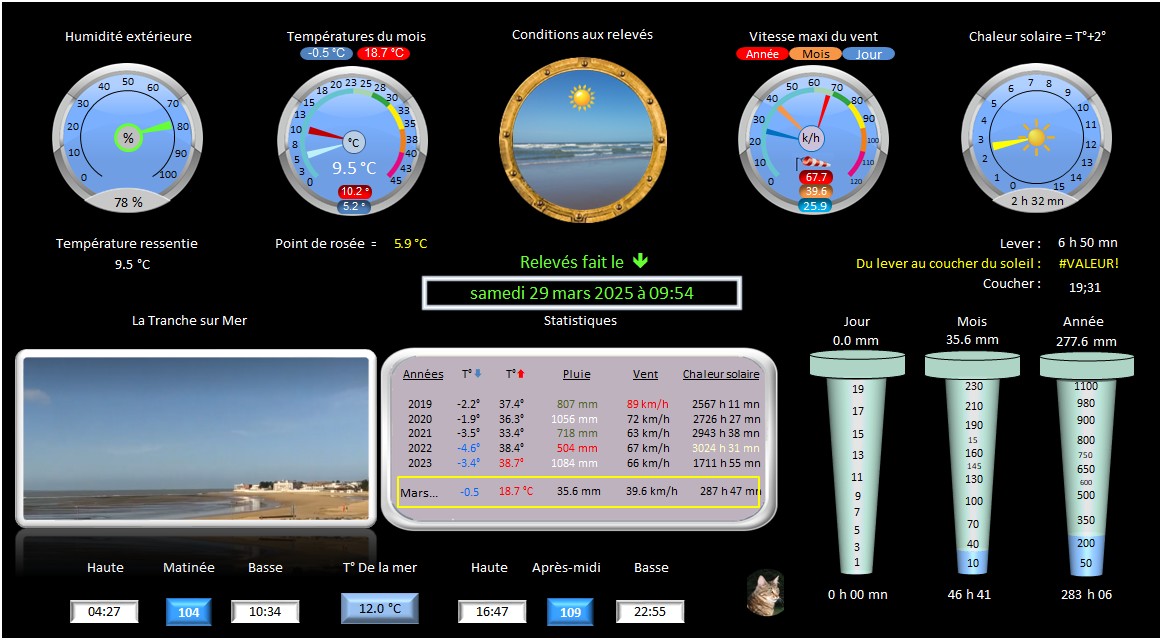 Humidité extérieure
Températures du mois
Conditions aux relevés
Vitesse maxi du vent
Chaleur solaire = T°+2°
-0.5 °C 18.7 °C
Année Mois Jour
0 10 20 30 40 50 60 70 80 90 100
%
78 %
0 3 5 8 10 13 15 18 20 23 25 28 30 33 35 38 40 43 45
°C
9.5 °C
10.2 °
5.2 °
0 10 20 30 40 50 60 70 80 90 100 110 120
k/h
67.7
39.6
25.9
0 1 2 3 4 5 6 7 8 9 10 11 12 13 14 15
2 h 32 mn
Température ressentie
9.5 °C
Point de rosée = 5.9 °C
Relevés fait le
samedi 29 mars 2025 à 09:54
Lever : 6 h 50 mn
Du lever au coucher du soleil : #VALEUR!
Coucher : 19;31
La Tranche sur Mer
Statistiques
Années T° T° Pluie Vent Chaleur solaire
2019 -2.2° 37.4° 807 mm 89 km/h 2567 h 11 mn
2020 -1.9° 36.3° 1056 mm 72 km/h 2726 h 27 mn
2021 -3.5° 33.4° 718 mm 63 km/h 2943 h 38 mn
2022 -4.6° 38.4° 504 mm 67 km/h 3024 h 31 mn
2023 -3.4° 38.7° 1084 mm 66 km/h 1711 h 55 mn
Mars... -0.5 18.7 °C 35.6 mm 39.6 km/h 287 h 47 mn
Jour
0.0 mm
19
17
15
13
11
9
7
5
3
1
0 h 00 mn
Mois
35.6 mm
230
210
190
15
160
145
130
100
70
40
10
46 h 41
Année
277.6 mm
1100
980
900
800
750
650
600
500
350
200
50
283 h 06
Haute Matinée Basse
04:27 104 10:34
T° De la mer
12.0 °C
Haute Après-midi Basse
16:47 109 22:55